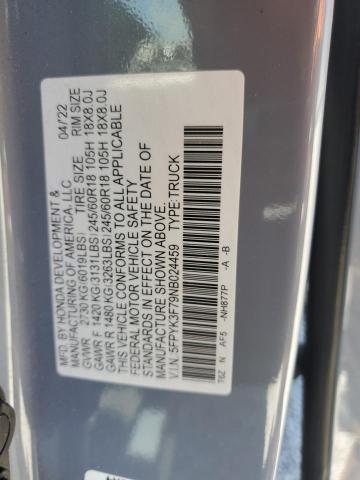 MFD. BY HONDA DEVELOPMENT & 04/22
MANUFACTURING OF AMERICA, LLC. TIRE SIZE RIM SIZE
GVWR 2730 KG(6019LBS)
GAWR F 1420 KG(3131LBS) 245/60R18 105H 18X8.0J
GAWR R 1480 KG(3263LBS) 245/60R18 105H 18X8.0J
THIS VEHICLE CONFORMS TO ALL APPLICABLE
FEDERAL MOTOR VEHICLE SAFETY
STANDARDS IN EFFECT ON THE DATE OF
V.I.N. 5FPYK3F79NB024459 TYPE:TRUCK
T6Z N AF5 -NH877P -A -B